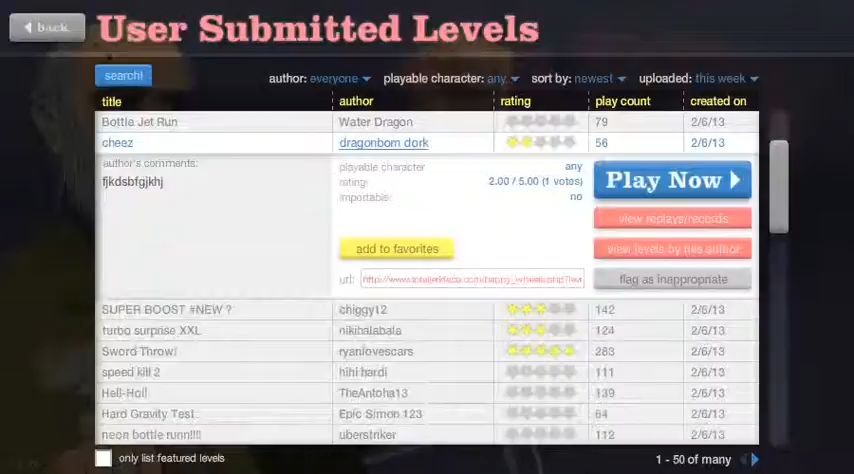 back
User Submitted Levels
search!
author: everyone playable character: any sort by: newest uploaded: this week
title author rating play count created on
Bottle Jet Run Water Dragon 79 2/6/13
cheez dragonborn dork 56 2/6/13
author's comments:
fjkdsbfgjkhj
playable character any
rating: 2.00 / 5.00 (1 votes)
importable: no
Play Now
view replays/records
add to favorites
view levels by this author
url:
flag as inappropriate
SUPER BOOST #NEW ? chiggy12 142 2/6/13
turbo surprise XXL nikihalabala 124 2/6/13
Sword Throw! ryanlovescars 283 2/6/13
speed kill 2 hihi hardi 111 2/6/13
Hell-Holl TheAntoha13 139 2/6/13
Hard Gravity Test Epic Simon 123 64 2/6/13
neon bottle run!!!! uberstriker 112 2/6/13
only list featured levels 1 - 50 of many